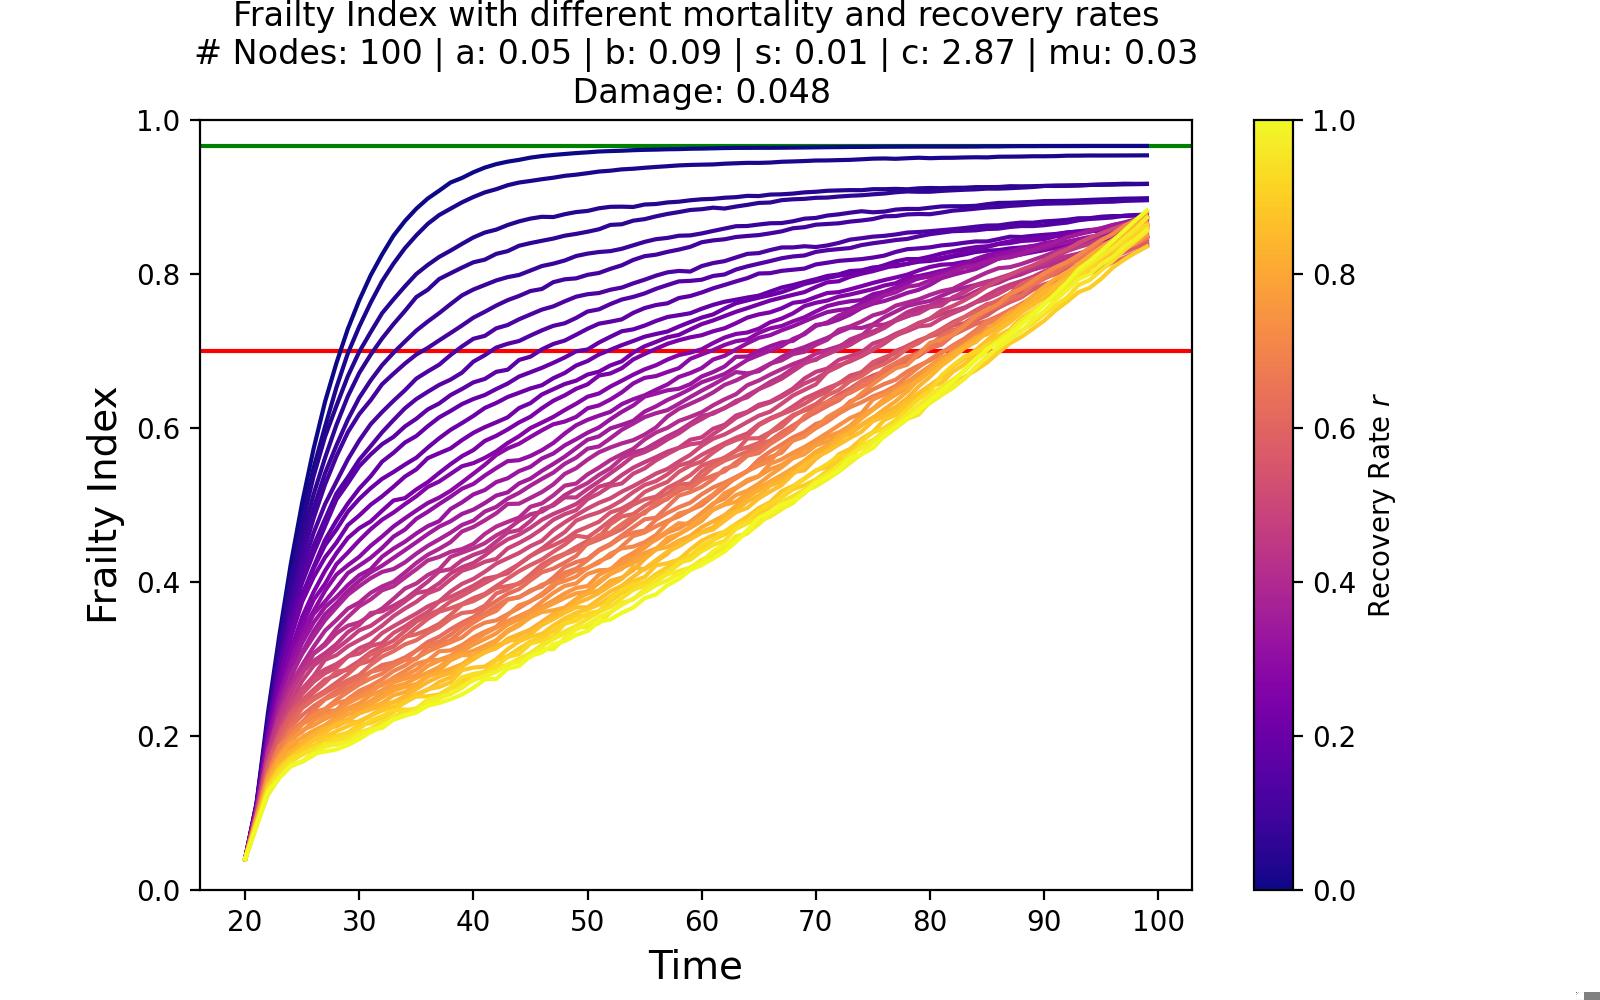 Frailty Index with different mortality and recovery rates
# Nodes: 100 | a: 0.05 | b: 0.09 | s: 0.01 | c: 2.87 | mu: 0.03
Damage: 0.048
1.0
0.8
0.6
0.4
0.2
0.0
Frailty Index
20 30 40 50 60 70 80 90 100
Time
1.0
0.8
0.6
0.4
0.2
0.0
Recovery Rate r